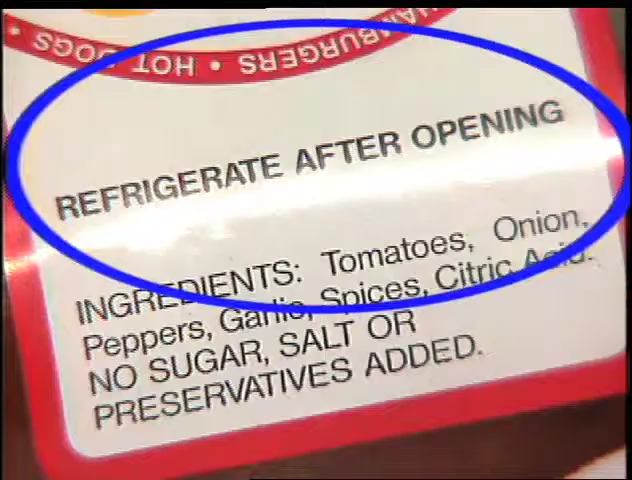 • HOT DOGS • HAMBURGERS
REFRIGERATE AFTER OPENING
INGREDIENTS: Tomatoes, Onion,
Peppers, Garlic, Spices, Citric Acid.
NO SUGAR, SALT OR
PRESERVATIVES ADDED.